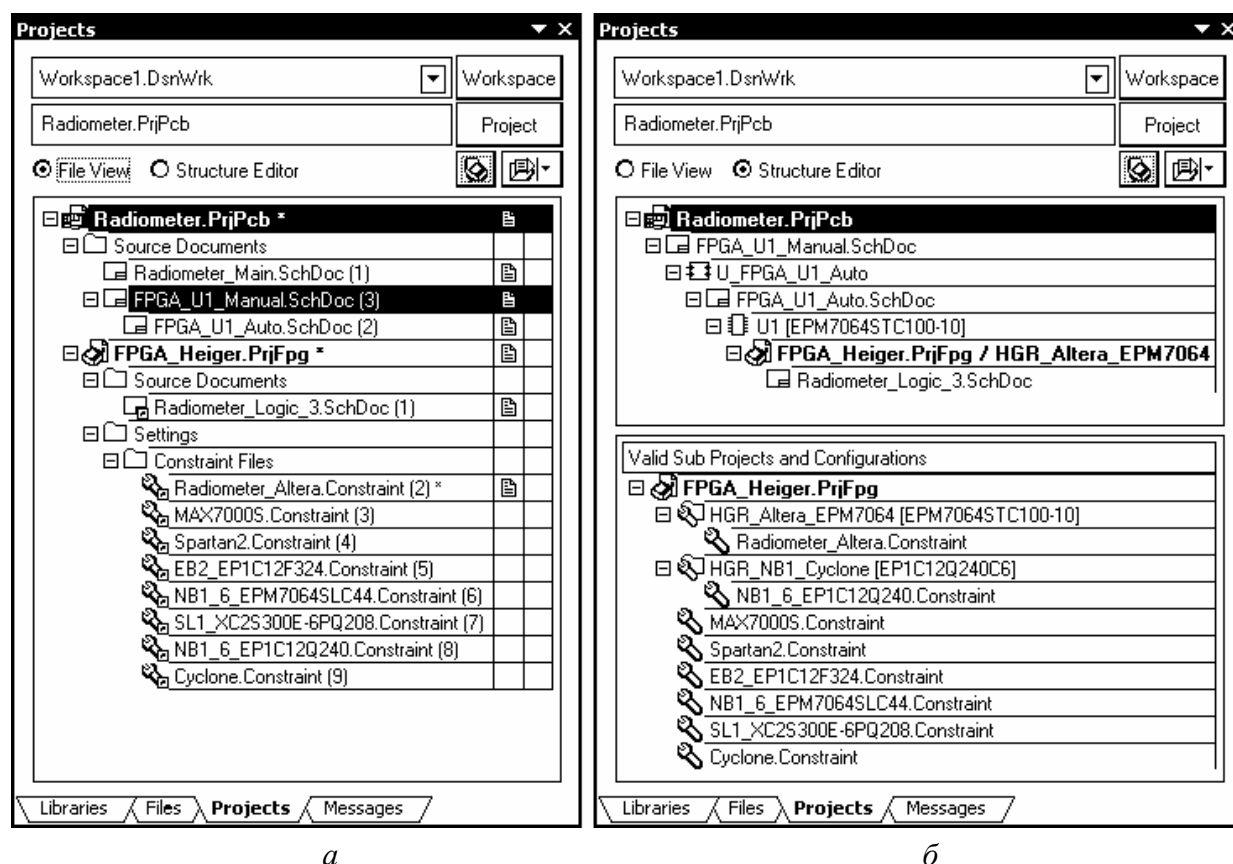 Projects
Workspace1.DsnWrk
Workspace
Radiometer.PrjPcb
Project
File View
Structure Editor
Radiometer.PrjPcb *
Source Documents
Radiometer_Main.SchDoc (1)
FPGA_U1_Manual.SchDoc (3)
FPGA_U1_Auto.SchDoc (2)
FPGA_Heiger.PrjFpg *
Source Documents
Radiometer_Logic_3.SchDoc (1)
Settings
Constraint Files
Radiometer_Altera.Constraint (2) *
MAX7000S.Constraint (3)
Spartan2.Constraint (4)
EB2_EP1C12F324.Constraint (5)
NB1_6_EPM7064SLC44.Constraint (6)
SL1_XC2S300E-6PQ208.Constraint (7)
NB1_6_EP1C12Q240.Constraint (8)
Cyclone.Constraint (9)
Libraries
Files
Projects
Messages
а
Projects
Workspace1.DsnWrk
Workspace
Radiometer.PrjPcb
Project
File View
Structure Editor
Radiometer.PrjPcb
FPGA_U1_Manual.SchDoc
U_FPGA_U1_Auto
FPGA_U1_Auto.SchDoc
U1 [EPM7064STC100-10]
FPGA_Heiger.PrjFpg / HGR_Altera_EPM7064
Radiometer_Logic_3.SchDoc
Valid Sub Projects and Configurations
FPGA_Heiger.PrjFpg
HGR_Altera_EPM7064 [EPM7064STC100-10]
Radiometer_Altera.Constraint
HGR_NB1_Cyclone [EP1C12Q240C6]
NB1_6_EP1C12Q240.Constraint
MAX7000S.Constraint
Spartan2.Constraint
EB2_EP1C12F324.Constraint
NB1_6_EPM7064SLC44.Constraint
SL1_XC2S300E-6PQ208.Constraint
Cyclone.Constraint
Libraries
Files
Projects
Messages
б